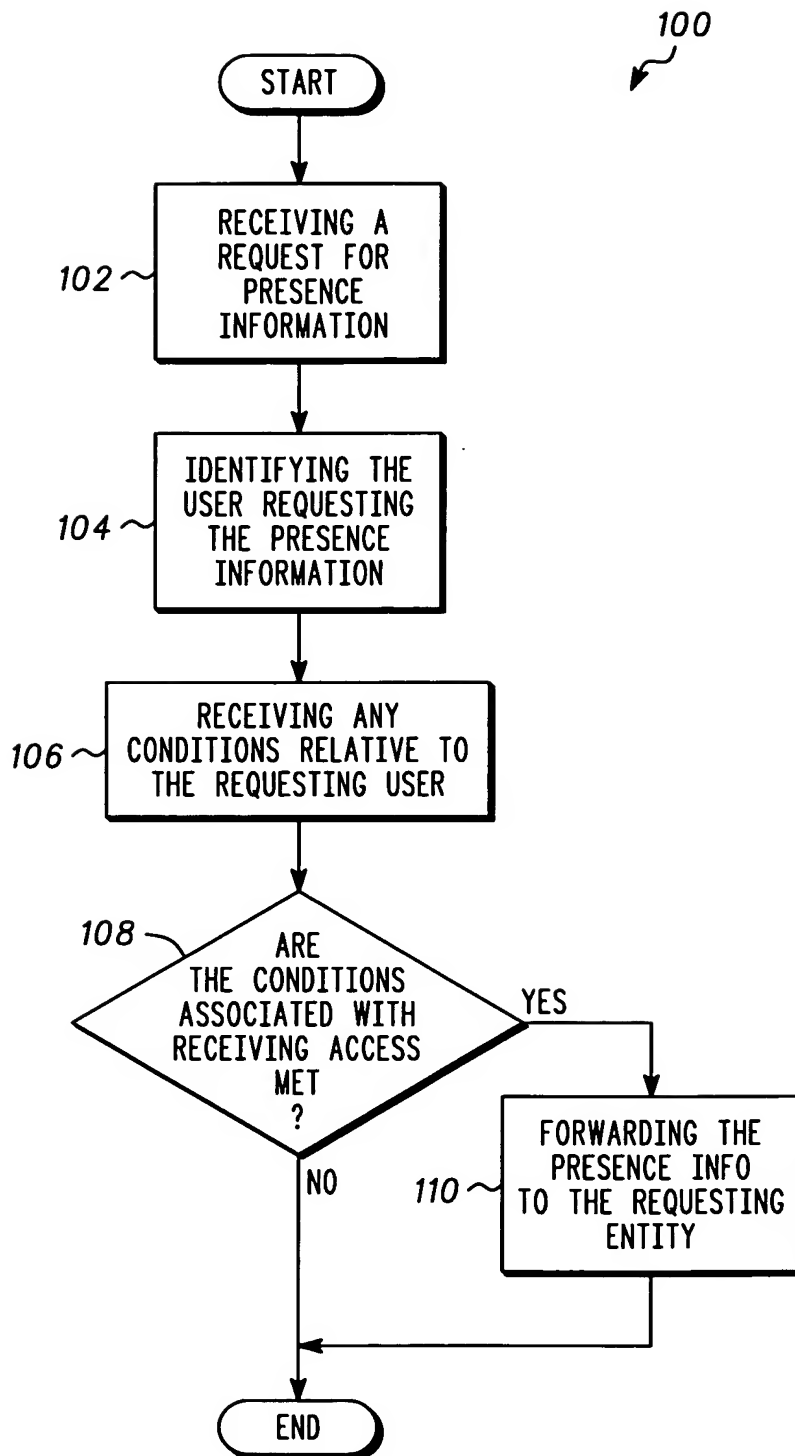 100
START
RECEIVING A
REQUEST FOR
PRESENCE
INFORMATION
102
IDENTIFYING THE
USER REQUESTING
THE PRESENCE
INFORMATION
104
RECEIVING ANY
CONDITIONS RELATIVE TO
THE REQUESTING USER
106
108
ARE
THE CONDITIONS
ASSOCIATED WITH
RECEIVING ACCESS
MET
?
YES
NO
FORWARDING THE
PRESENCE INFO
TO THE REQUESTING
ENTITY
110
END